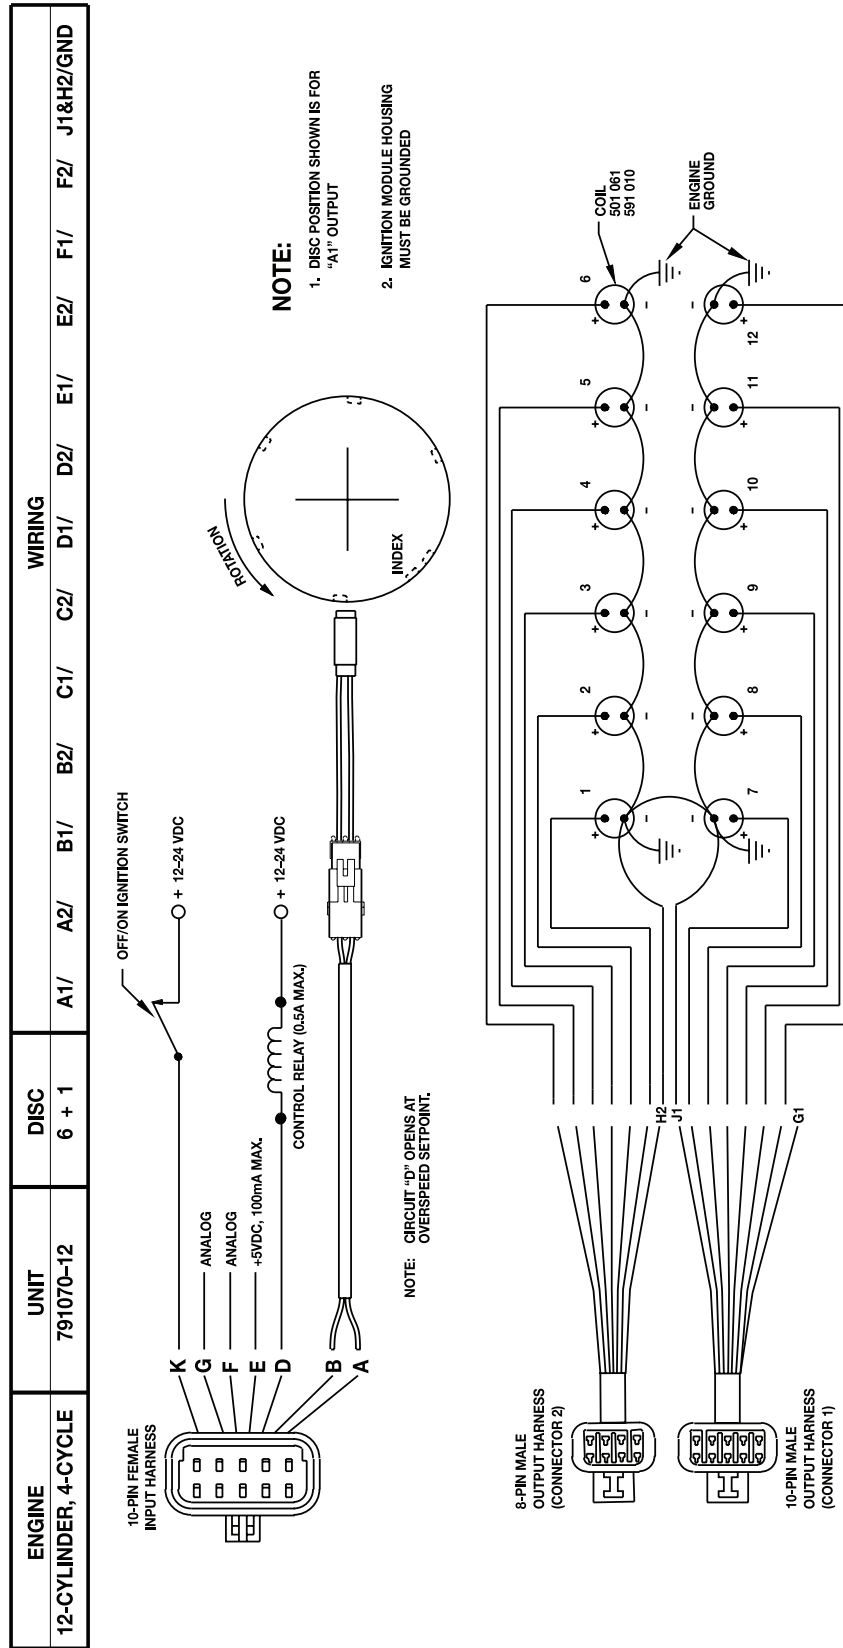 ENGINE UNIT DISC WIRING
12-CYLINDER, 4-CYCLE 791070–12 6 + 1 A1/ A2/ B1/ B2/ C1/ C2/ D1/ D2/ E1/ E2/ F1/ F2/ J1&H2/GND
10-PIN FEMALE
INPUT HARNESS
K
G
F
E
D
B
A
ANALOG
ANALOG
+5VDC, 100mA MAX.
OFF/ON IGNITION SWITCH
+ 12–24 VDC
+ 12–24 VDC
CONTROL RELAY (0.5A MAX.)
NOTE: CIRCUIT “D” OPENS AT
OVERSPEED SETPOINT.
ROTATION
INDEX
NOTE:
1. DISC POSITION SHOWN IS FOR
“A1” OUTPUT
2. IGNITION MODULE HOUSING
MUST BE GROUNDED
8-PIN MALE
OUTPUT HARNESS
(CONNECTOR 2)
10-PIN MALE
OUTPUT HARNESS
(CONNECTOR 1)
H2
J1
G1
1 2 3 4 5 6
+ + + + + +
– – – – – –
– – – – – –
+ + + + + +
7 8 9 10 11 12
COIL
501 061
591 010
ENGINE
GROUND